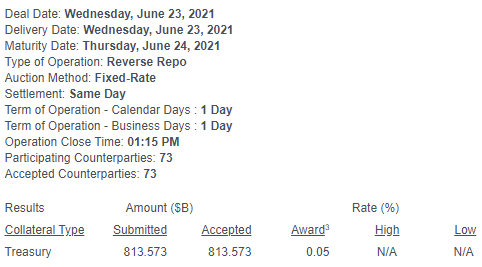 Deal Date: Wednesday, June 23, 2021
Delivery Date: Wednesday, June 23, 2021
Maturity Date: Thursday, June 24, 2021
Type of Operation: Reverse Repo
Auction Method: Fixed-Rate
Settlement: Same Day
Term of Operation - Calendar Days : 1 Day
Term of Operation - Business Days : 1 Day
Operation Close Time: 01:15 PM
Participating Counterparties: 73
Accepted Counterparties: 73
Results Amount ($B) Rate (%)
Collateral Type Submitted Accepted Award³ High Low
Treasury 813.573 813.573 0.05 N/A N/A